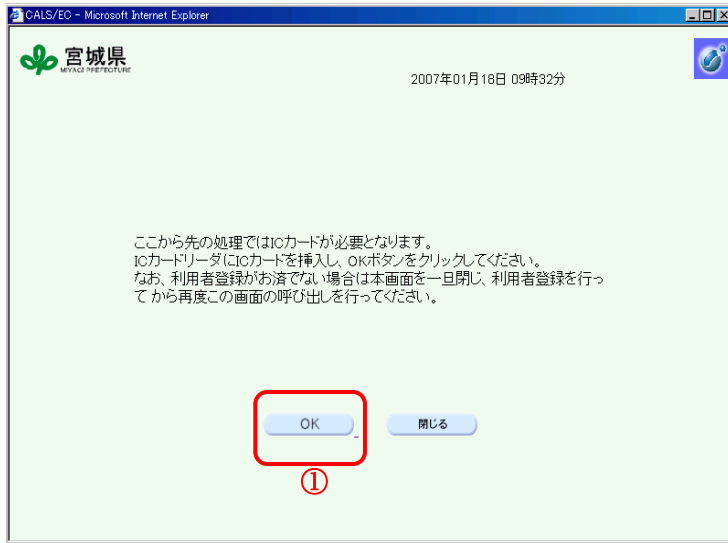 CALS/EC - Microsoft Internet Explorer
宮城県
MIYAGI PREFECTURE
2007年01月18日 09時32分
ここから先の処理ではICカードが必要となります。
ICカードリーダにICカードを挿入し、OKボタンをクリックしてください。
なお、利用者登録がお済でない場合は本画面を一旦閉じ、利用者登録を行っ
て から再度この画面の呼び出しを行ってください。
OK 閉じる
①